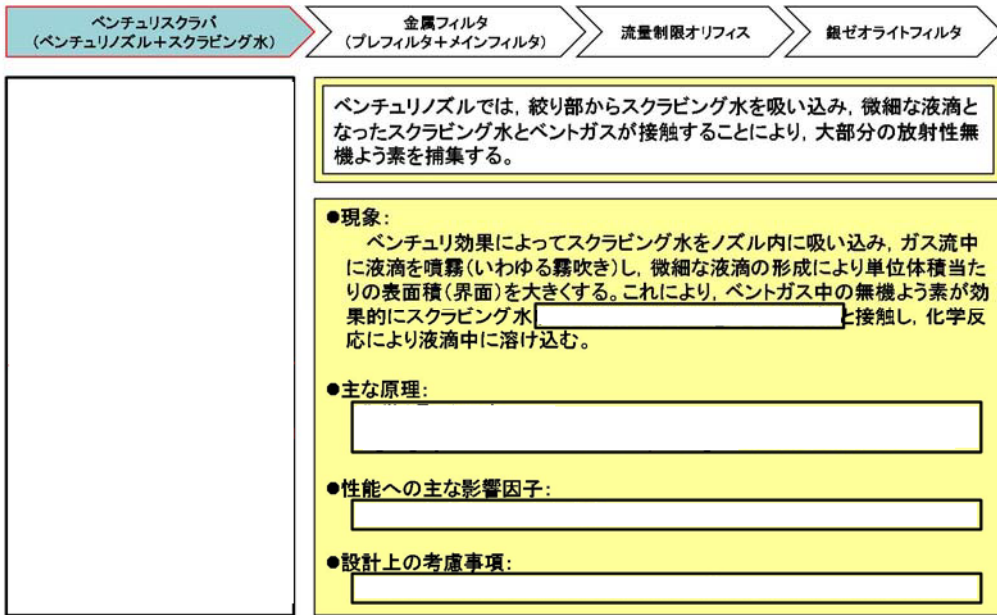 ベンチュリスクラバ
(ベンチュリノズル+スクラビング水)
金属フィルタ
(プレフィルタ+メインフィルタ)
流量制限オリフィス
銀ゼオライトフィルタ
ベンチュリノズルでは,絞り部からスクラビング水を吸い込み,微細な液滴と
なったスクラビング水とベントガスが接触することにより,大部分の放射性無
機よう素を捕集する。
●現象:
ベンチュリ効果によってスクラビング水をノズル内に吸い込み,ガス流中
に液滴を噴霧(いわゆる霧吹き)し,微細な液滴の形成により単位体積当た
りの表面積(界面)を大きくする。これにより,ベントガス中の無機よう素が効
果的にスクラビング水 と接触し,化学反
応により液滴中に溶け込む。
●主な原理:
●性能への主な影響因子:
●設計上の考慮事項: